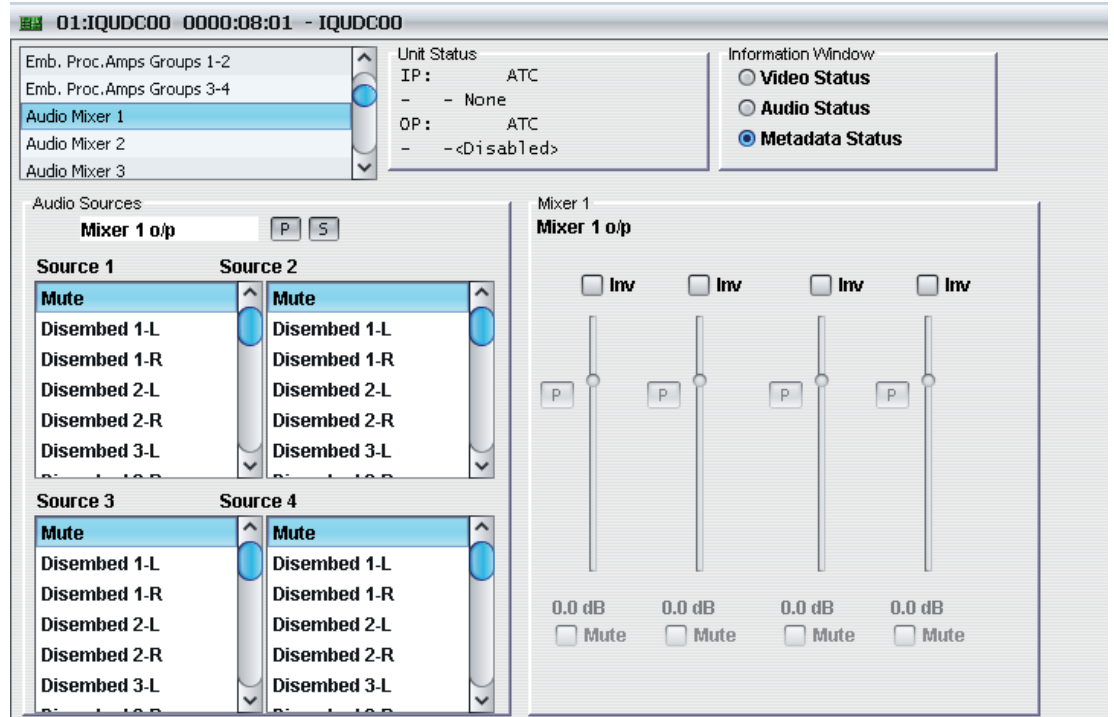 01:IQUDC00 0000:08:01 - IQUDC00
Emb. Proc.Amps Groups 1-2
Emb. Proc.Amps Groups 3-4
Audio Mixer 1
Audio Mixer 2
Audio Mixer 3
Unit Status
IP: ATC
- - None
OP: ATC
- -<Disabled>
Information Window
Video Status
Audio Status
Metadata Status
Audio Sources
Mixer 1 o/p P S
Source 1 Source 2
Mute Mute
Disembed 1-L Disembed 1-L
Disembed 1-R Disembed 1-R
Disembed 2-L Disembed 2-L
Disembed 2-R Disembed 2-R
Disembed 3-L Disembed 3-L
Source 3 Source 4
Mute Mute
Disembed 1-L Disembed 1-L
Disembed 1-R Disembed 1-R
Disembed 2-L Disembed 2-L
Disembed 2-R Disembed 2-R
Disembed 3-L Disembed 3-L
Mixer 1
Mixer 1 o/p
Inv Inv Inv Inv
P P P P
0.0 dB 0.0 dB 0.0 dB 0.0 dB
Mute Mute Mute Mute